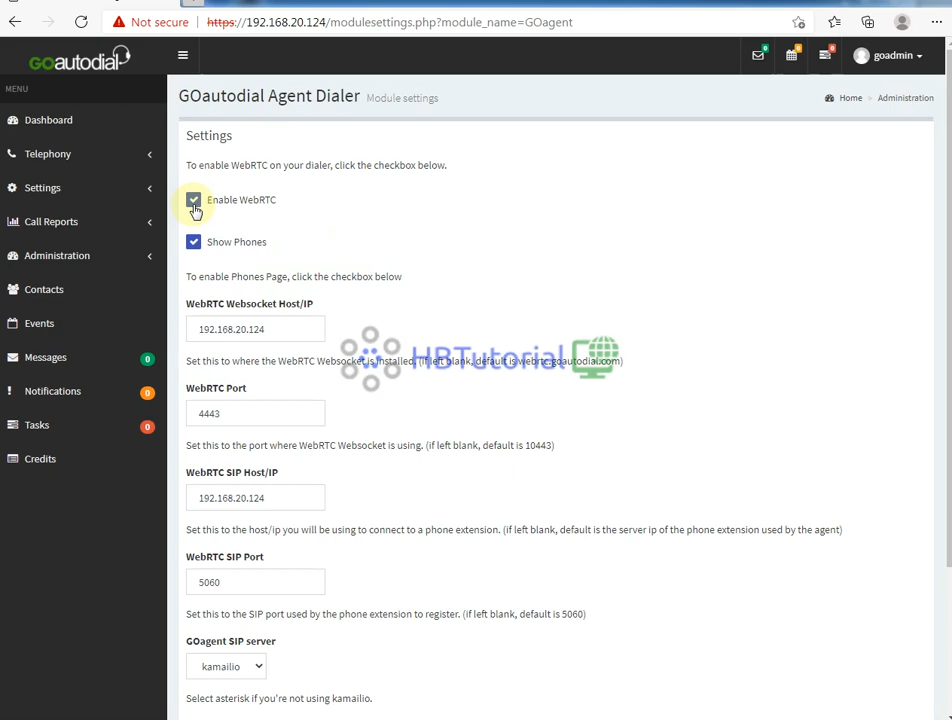 Not secure https://192.168.20.124/modulesettings.php?module_name=GOagent
GOautodial
0 0 0 goadmin
MENU
GOautodial Agent Dialer Module settings
Home > Administration
Dashboard
Telephony
Settings
Call Reports
Administration
Contacts
Events
Messages 0
Notifications 0
Tasks 0
Credits
Settings
To enable WebRTC on your dialer, click the checkbox below.
Enable WebRTC
Show Phones
To enable Phones Page, click the checkbox below
WebRTC Websocket Host/IP
192.168.20.124
HBTutorial
Set this to where the WebRTC Websocket is installed. (if left blank, default is webrtc.goautodial.com)
WebRTC Port
4443
Set this to the port where WebRTC Websocket is using. (if left blank, default is 10443)
WebRTC SIP Host/IP
192.168.20.124
Set this to the host/ip you will be using to connect to a phone extension. (if left blank, default is the server ip of the phone extension used by the agent)
WebRTC SIP Port
5060
Set this to the SIP port used by the phone extension to register. (if left blank, default is 5060)
GOagent SIP server
kamailio
Select asterisk if you're not using kamailio.